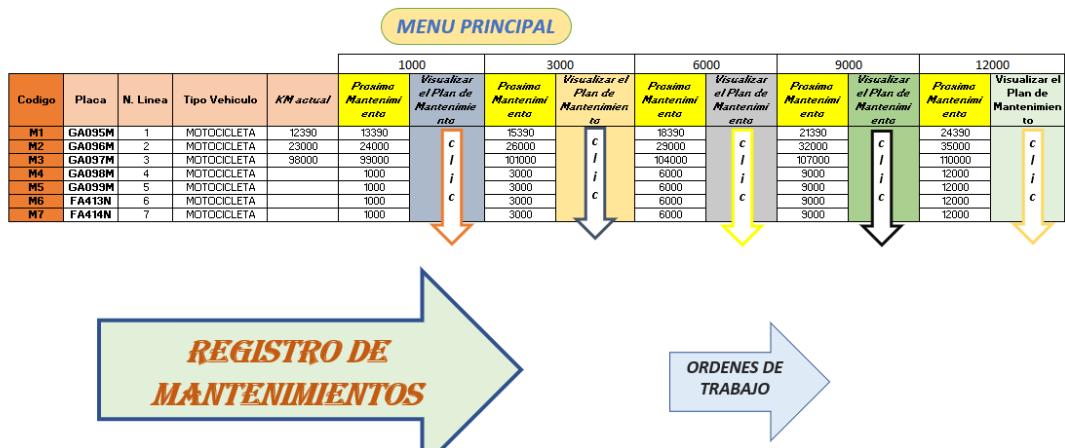 MENU PRINCIPAL
1000 3000 6000 9000 12000
Codigo Placa N. Linea Tipo Vehiculo KM actual Proximo Mantenimiento Visualizar el Plan de Mantenimiento Proximo Mantenimiento Visualizar el Plan de Mantenimiento Proximo Mantenimiento Visualizar el Plan de Mantenimiento Proximo Mantenimiento Visualizar el Plan de Mantenimiento Proximo Mantenimiento Visualizar el Plan de Mantenimiento
M1 GA095M 1 MOTOCICLETA 12390 13390 15390 18390 21390 24390
M2 GA096M 2 MOTOCICLETA 23000 24000 26000 29000 32000 35000
M3 GA097M 3 MOTOCICLETA 98000 99000 101000 104000 107000 110000
M4 GA098M 4 MOTOCICLETA 1000 3000 6000 9000 12000
M5 GA099M 5 MOTOCICLETA 1000 3000 6000 9000 12000
M6 FA413N 6 MOTOCICLETA 1000 3000 6000 9000 12000
M7 FA414N 7 MOTOCICLETA 1000 3000 6000 9000 12000
clic clic clic clic clic
REGISTRO DE
MANTENIMIENTOS
ORDENES DE
TRABAJO